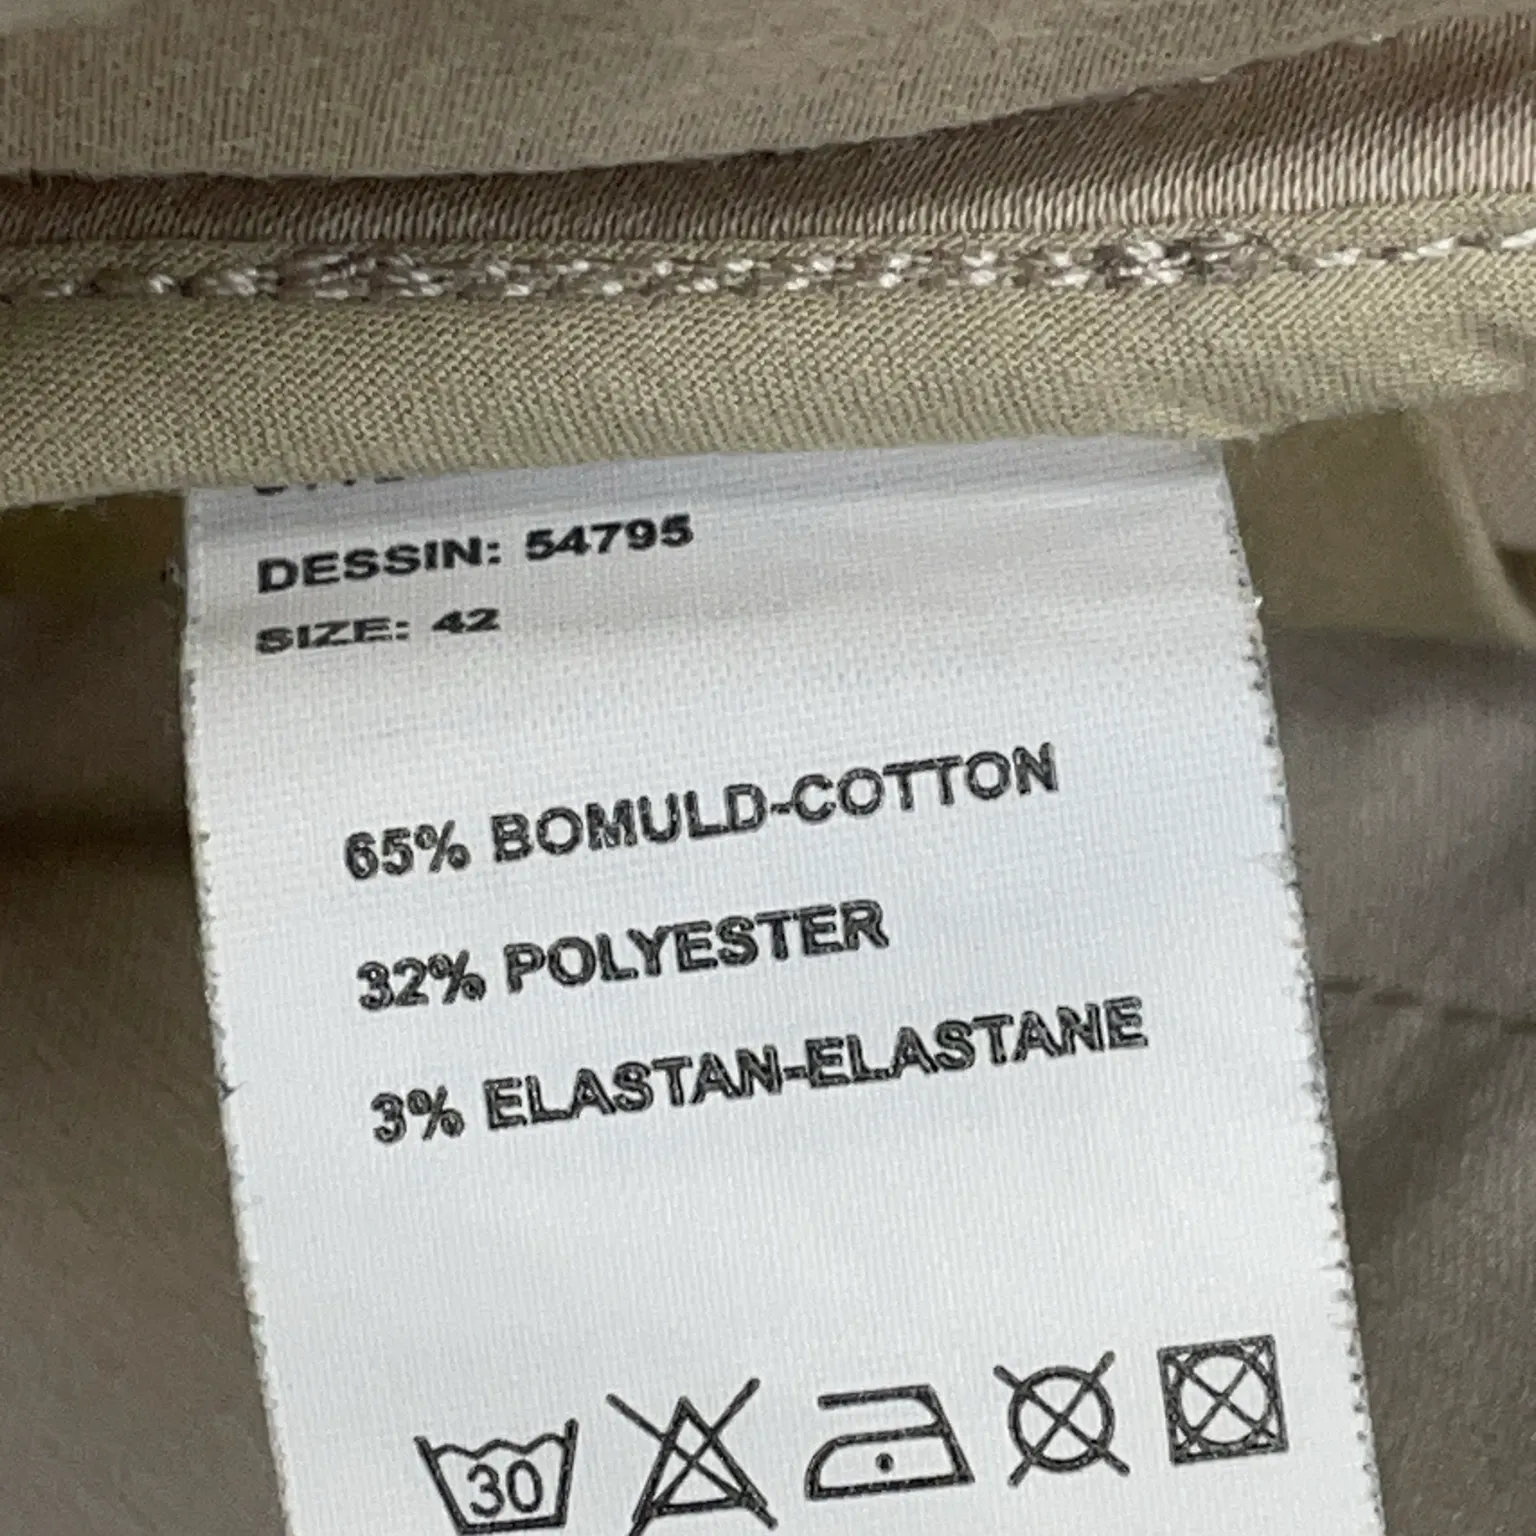 DESSIN: 54795
SIZE: 42
65% BOMULD-COTTON
32% POLYESTER
3% ELASTAN-ELASTANE
30